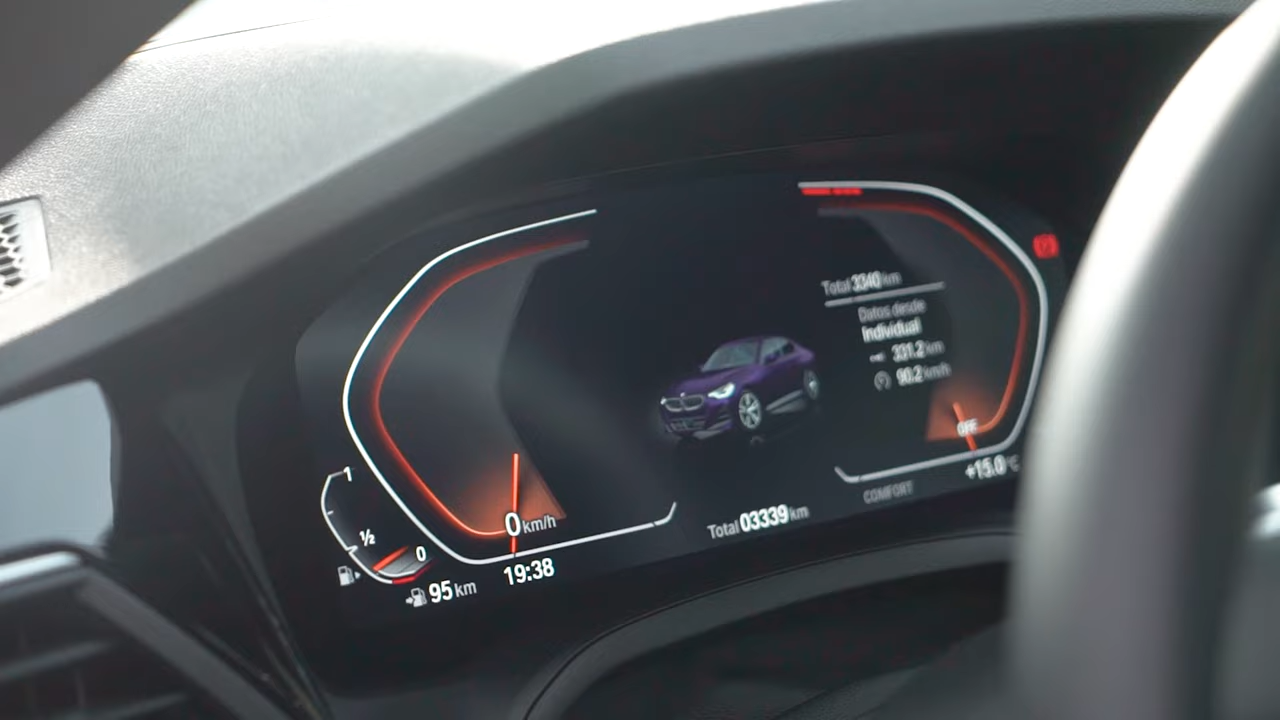 Total 3340 km
Datos desde
Individual
331.2 km
90.2 km/h
OFF
+15.0 °C
COMFORT
Total 03339 km
0 km/h
19:38
1
1/2
0
95 km